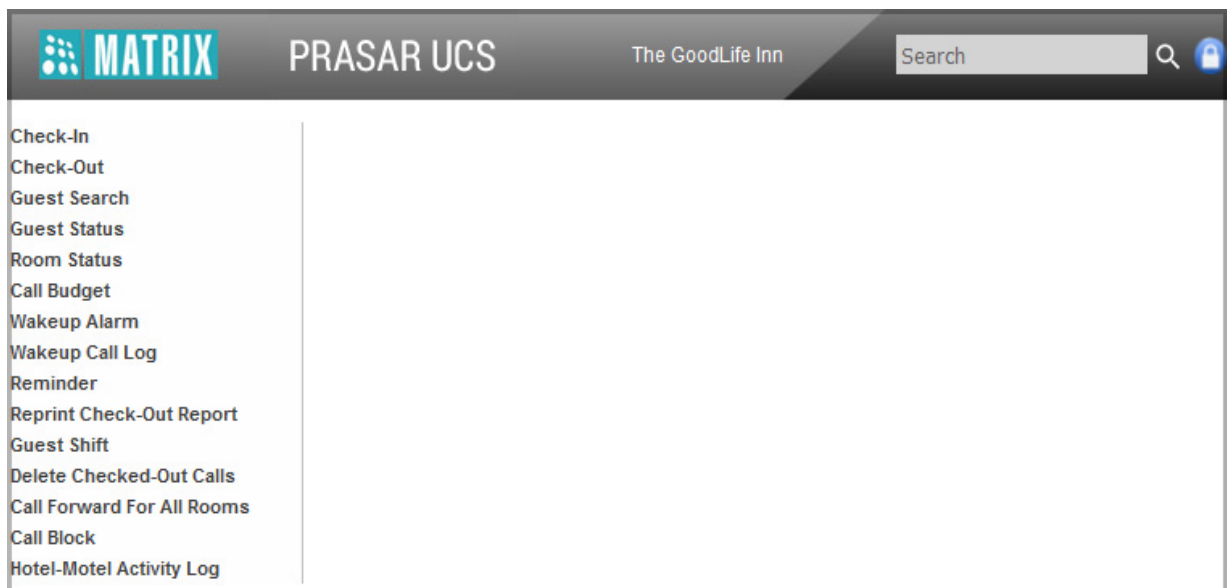 MATRIX PRASAR UCS The GoodLife Inn Search
Check-In
Check-Out
Guest Search
Guest Status
Room Status
Call Budget
Wakeup Alarm
Wakeup Call Log
Reminder
Reprint Check-Out Report
Guest Shift
Delete Checked-Out Calls
Call Forward For All Rooms
Call Block
Hotel-Motel Activity Log